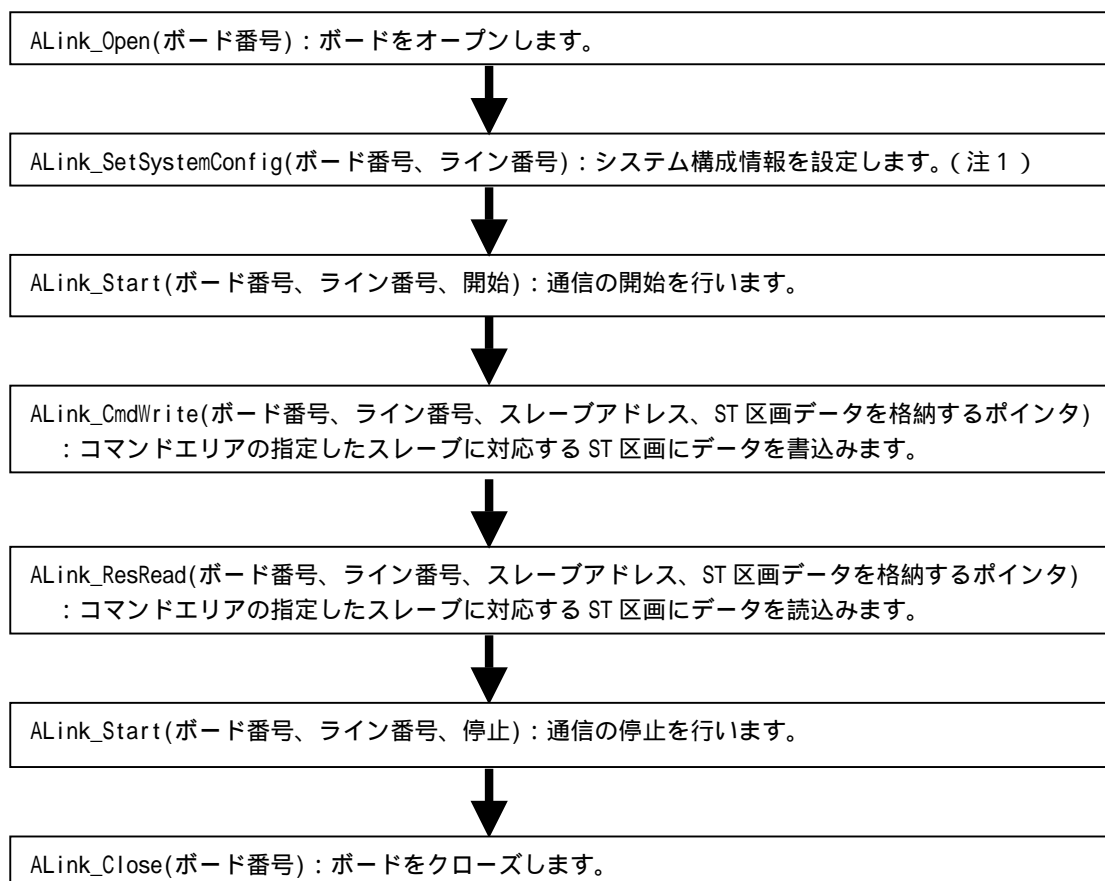 ALink_Open(ボード番号)：ボードをオープンします。
ALink_SetSystemConfig(ボード番号、ライン番号)：システム構成情報を設定します。（注１）
ALink_Start(ボード番号、ライン番号、開始)：通信の開始を行います。
ALink_CmdWrite(ボード番号、ライン番号、スレーブアドレス、ST 区画データを格納するポインタ)
：コマンドエリアの指定したスレーブに対応する ST 区画にデータを書込みます。
ALink_ResRead(ボード番号、ライン番号、スレーブアドレス、ST 区画データを格納するポインタ)
：コマンドエリアの指定したスレーブに対応する ST 区画にデータを読込みます。
ALink_Start(ボード番号、ライン番号、停止)：通信の停止を行います。
ALink_Close(ボード番号)：ボードをクローズします。